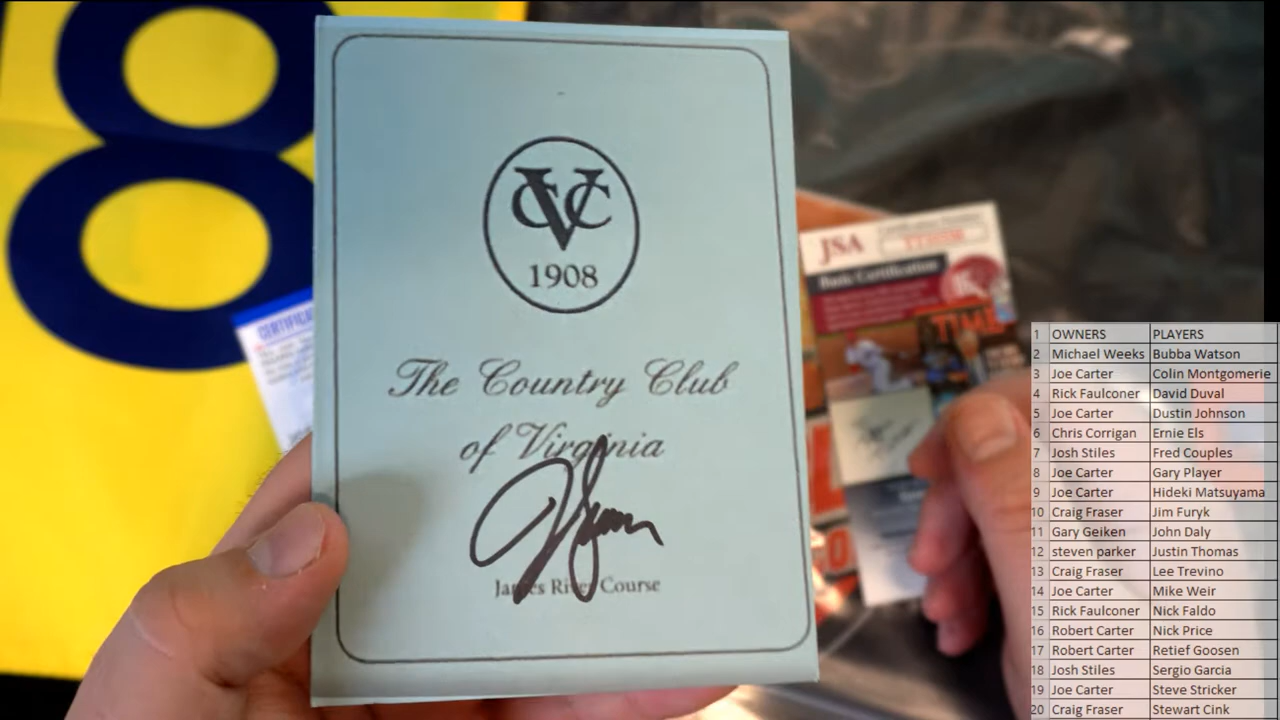 8
CVC
1908
The Country Club
of Virginia
James River Course
JSA
Basic Certification
TIME
1 OWNERS PLAYERS
2 Michael Weeks Bubba Watson
3 Joe Carter Colin Montgomerie
4 Rick Faulconer David Duval
5 Joe Carter Dustin Johnson
6 Chris Corrigan Ernie Els
7 Josh Stiles Fred Couples
8 Joe Carter Gary Player
9 Joe Carter Hideki Matsuyama
10 Craig Fraser Jim Furyk
11 Gary Geiken John Daly
12 steven parker Justin Thomas
13 Craig Fraser Lee Trevino
14 Joe Carter Mike Weir
15 Rick Faulconer Nick Faldo
16 Robert Carter Nick Price
17 Robert Carter Retief Goosen
18 Josh Stiles Sergio Garcia
19 Joe Carter Steve Stricker
20 Craig Fraser Stewart Cink